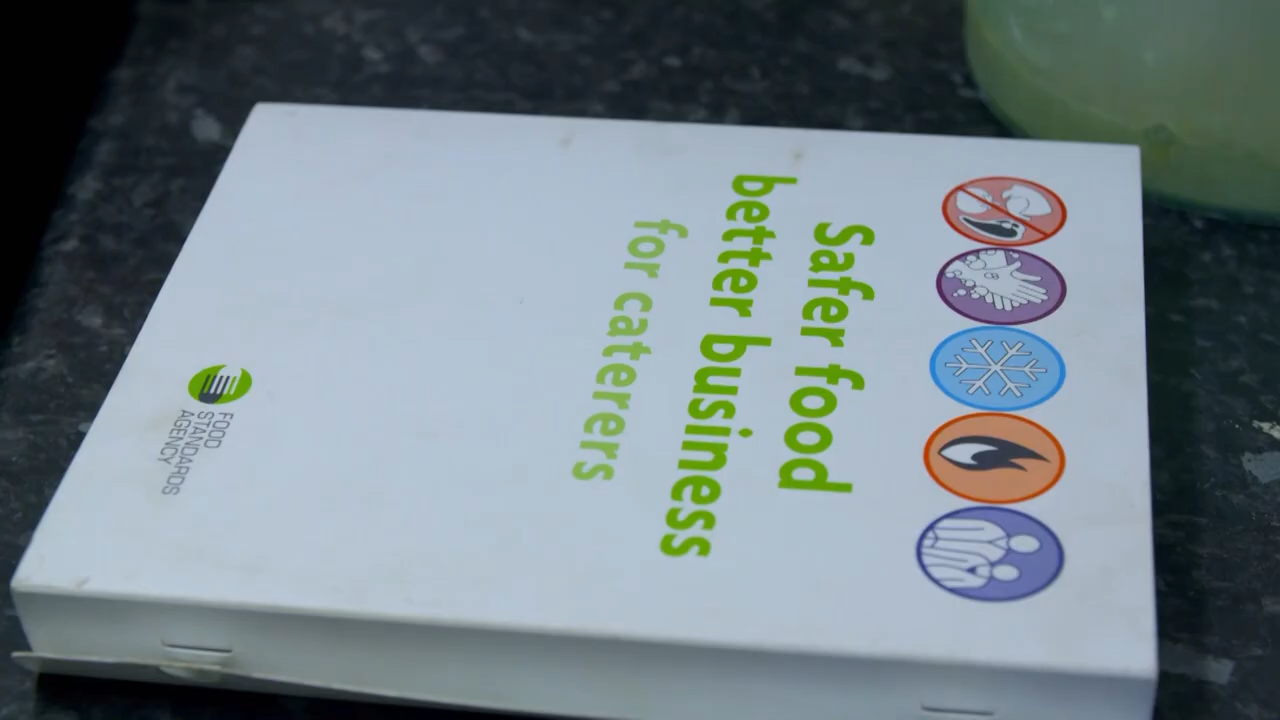 Safer food
better business
for caterers
FOOD
STANDARDS
AGENCY